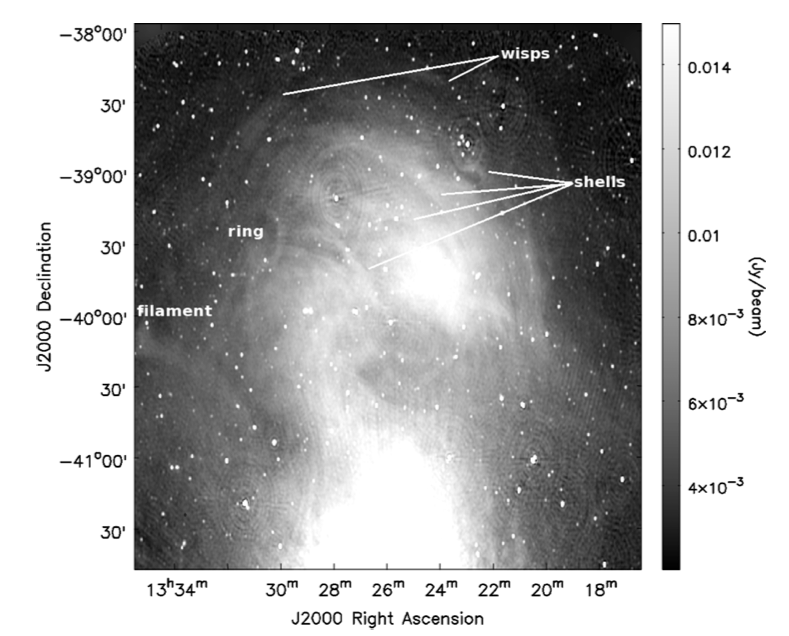 −38°00'
wisps
0.014
30'
0.012
−39°00'
shells
ring
0.01
30'
filament
−40°00'
8×10⁻³
J2000 Declination
(Jy/beam)
30'
6×10⁻³
−41°00'
4×10⁻³
30'
13ʰ34ᵐ 30ᵐ 28ᵐ 26ᵐ 24ᵐ 22ᵐ 20ᵐ 18ᵐ
J2000 Right Ascension